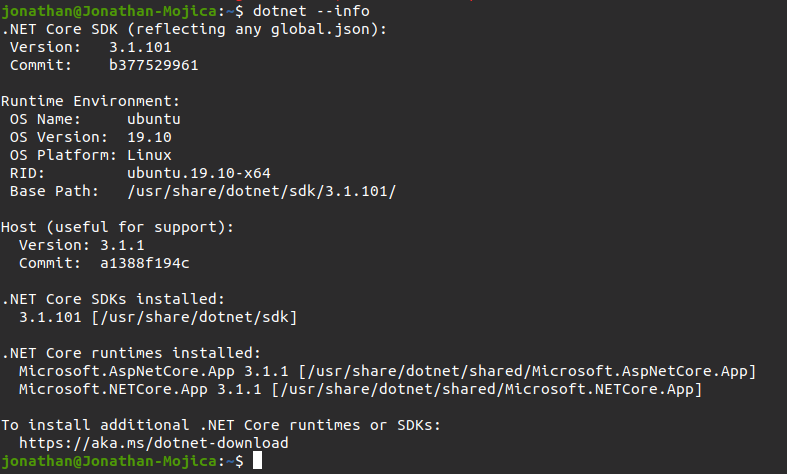 jonathan@Jonathan-Mojica:~$ dotnet --info
.NET Core SDK (reflecting any global.json):
 Version:   3.1.101
 Commit:    b377529961

Runtime Environment:
 OS Name:     ubuntu
 OS Version:  19.10
 OS Platform: Linux
 RID:         ubuntu.19.10-x64
 Base Path:   /usr/share/dotnet/sdk/3.1.101/

Host (useful for support):
  Version: 3.1.1
  Commit:  a1388f194c

.NET Core SDKs installed:
  3.1.101 [/usr/share/dotnet/sdk]

.NET Core runtimes installed:
  Microsoft.AspNetCore.App 3.1.1 [/usr/share/dotnet/shared/Microsoft.AspNetCore.App]
  Microsoft.NETCore.App 3.1.1 [/usr/share/dotnet/shared/Microsoft.NETCore.App]

To install additional .NET Core runtimes or SDKs:
  https://aka.ms/dotnet-download
jonathan@Jonathan-Mojica:~$